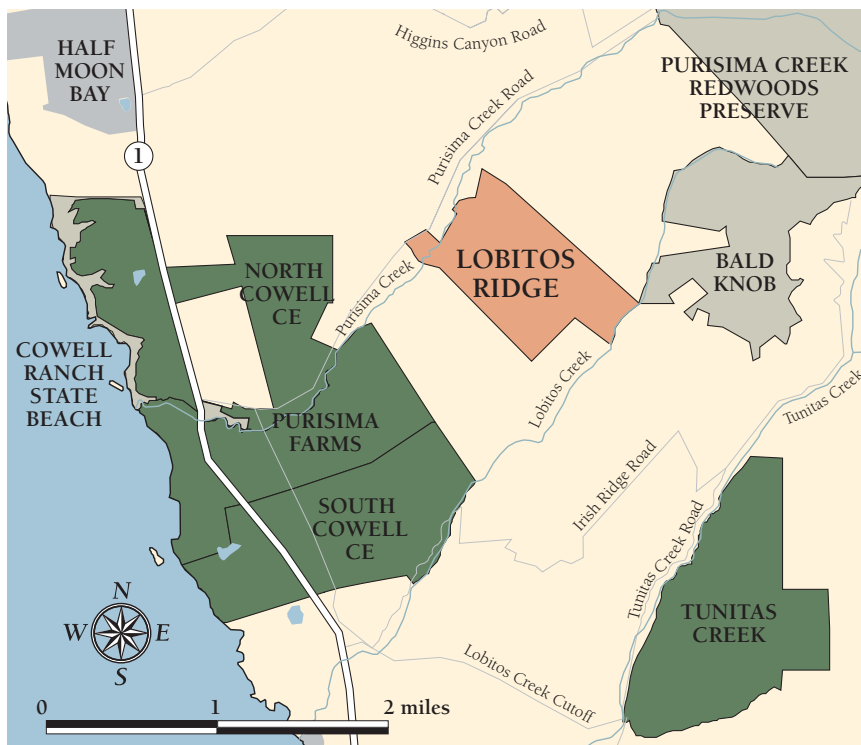 HALF
MOON
BAY
Higgins Canyon Road
PURISIMA CREEK
REDWOODS
PRESERVE
Purisima Creek Road
1
LOBITOS
RIDGE
BALD
KNOB
NORTH
COWELL
CE
Purisima Creek
COWELL
RANCH
STATE
BEACH
Lobitos Creek
Tunitas Creek
PURISIMA
FARMS
Irish Ridge Road
SOUTH
COWELL
CE
Tunitas Creek Road
TUNITAS
CREEK
N
W
E
S
Lobitos Creek Cutoff
0
1
2 miles